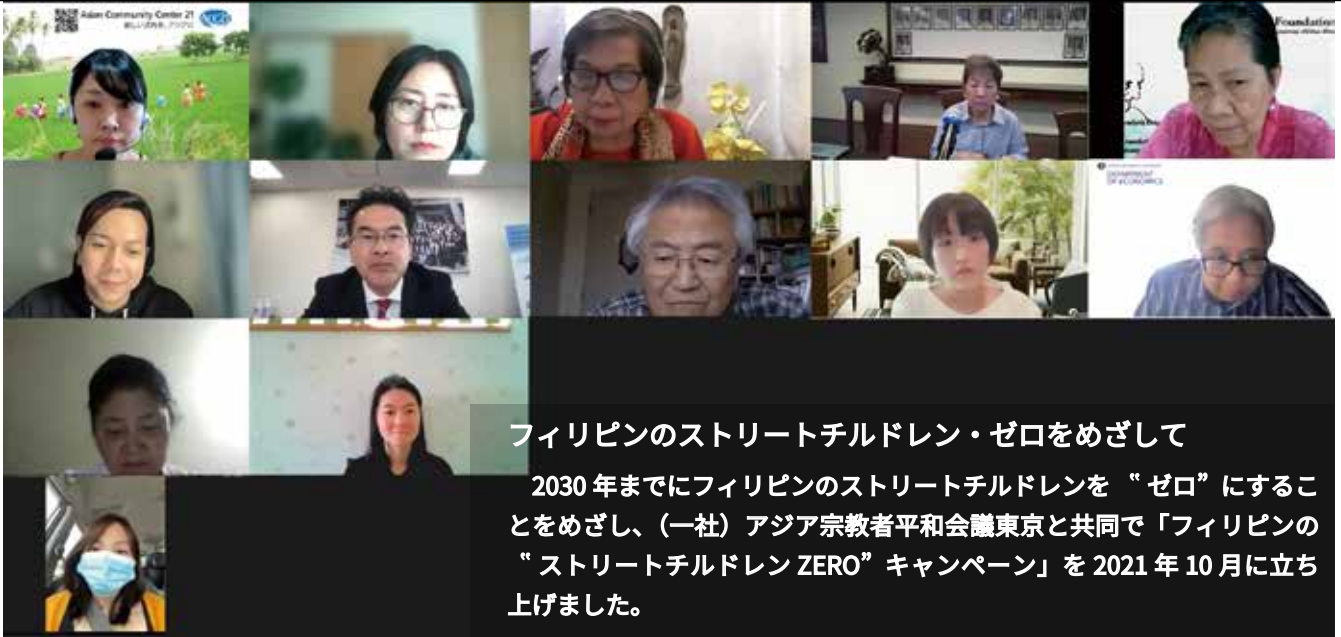 Asian Community Center 21
Foundation
DEPARTMENT
OF ECONOMICS
フィリピンのストリートチルドレン・ゼロをめざして
2030 年までにフィリピンのストリートチルドレンを “ ゼロ” にするこ
とをめざし、（一社）アジア宗教者平和会議東京と共同で「フィリピンの
“ ストリートチルドレン ZERO” キャンペーン」を 2021 年 10 月に立ち
上げました。